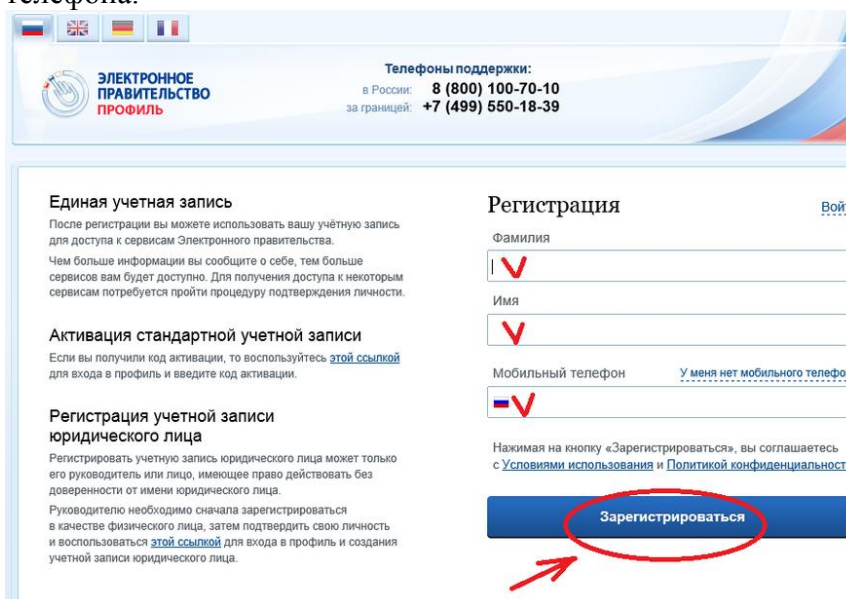 телефона.
ЭЛЕКТРОННОЕ
ПРАВИТЕЛЬСТВО
ПРОФИЛЬ
Телефоны поддержки:
в России: 8 (800) 100-70-10
за границей: +7 (499) 550-18-39
Единая учетная запись
После регистрации вы можете использовать вашу учётную запись
для доступа к сервисам Электронного правительства.
Чем больше информации вы сообщите о себе, тем больше
сервисов вам будет доступно. Для получения доступа к некоторым
сервисам потребуется пройти процедуру подтверждения личности.
Активация стандартной учетной записи
Если вы получили код активации, то воспользуйтесь этой ссылкой
для входа в профиль и введите код активации.
Регистрация учетной записи
юридического лица
Регистрировать учетную запись юридического лица может только
его руководитель или лицо, имеющее право действовать без
доверенности от имени юридического лица.
Руководителю необходимо сначала зарегистрироваться
в качестве физического лица, затем подтвердить свою личность
и воспользоваться этой ссылкой для входа в профиль и создания
учетной записи юридического лица.
Регистрация
Вой
Фамилия
Имя
Мобильный телефон У меня нет мобильного телефо
Нажимая на кнопку «Зарегистрироваться», вы соглашаетесь
с Условиями использования и Политикой конфиденциальност
Зарегистрироваться